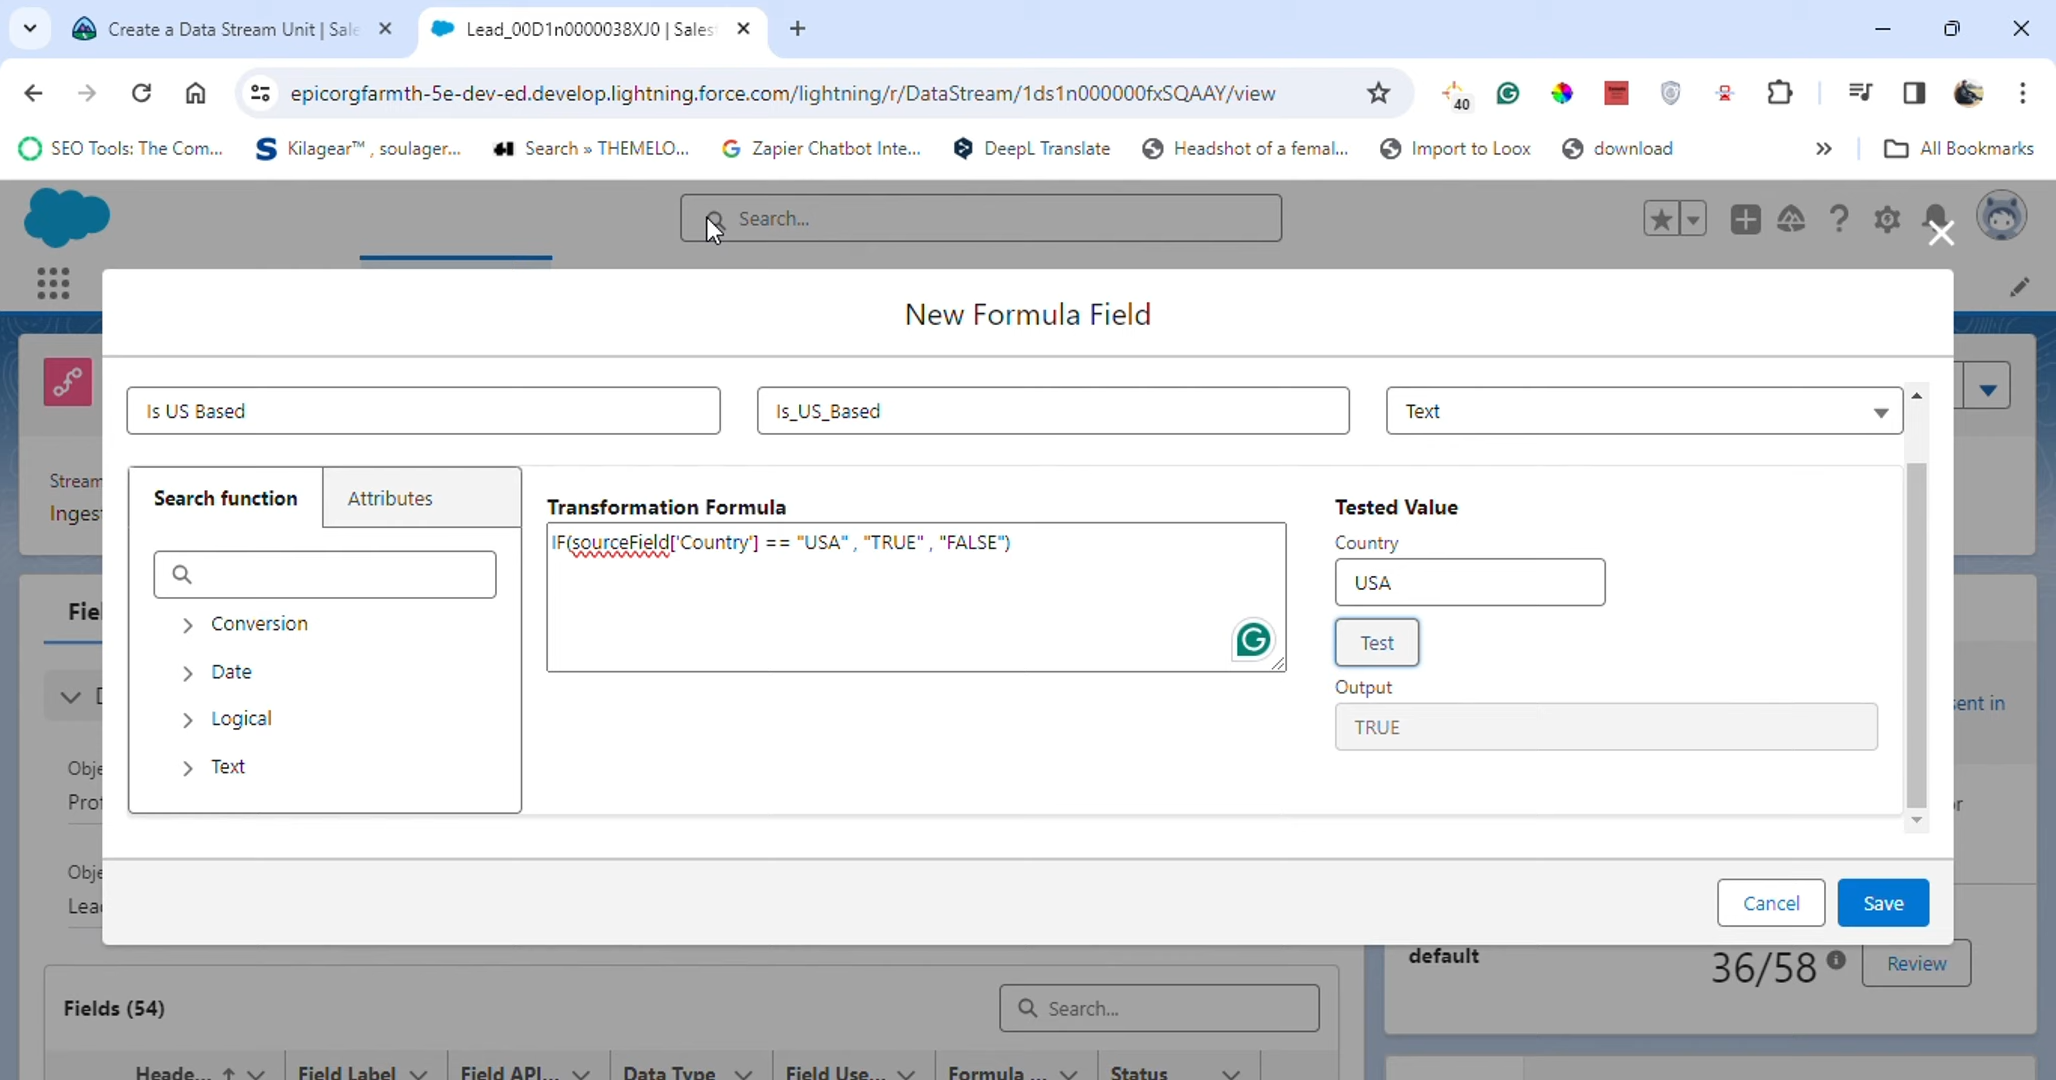 Create a Data Stream Unit | Sale
Lead_00D1n0000038XJ0 | Sales
epicorgfarmth-5e-dev-ed.develop.lightning.force.com/lightning/r/DataStream/1ds1n000000fxSQAAY/view
40
SEO Tools: The Com...
Kilagear™ , soulager...
Search » THEMELO...
Zapier Chatbot Inte...
DeepL Translate
Headshot of a femal...
Import to Loox
download
All Bookmarks
Search...
New Formula Field
Is US Based
Is_US_Based
Text
Stream
Inges
Search function
Attributes
Transformation Formula
IF(sourceField['Country'] == "USA" , "TRUE" , "FALSE")
Tested Value
Country
USA
Test
Output
TRUE
Conversion
Date
Logical
Text
Fiel
sent in
Obje
Prof
or
Obje
Lead
Cancel
Save
default
36/58
Review
Fields (54)
Search...
Heade...
Field Label
Field API...
Data Type
Field Use...
Formula ...
Status